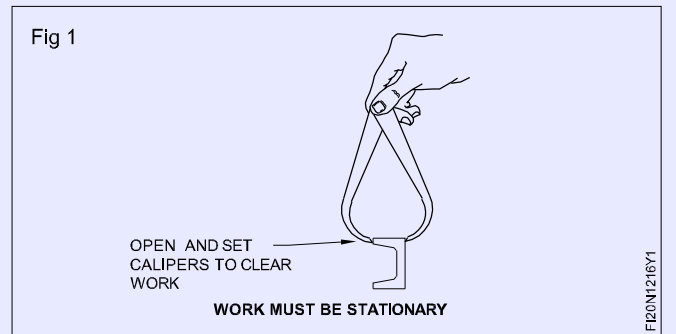 Fig 1
OPEN AND SET
CALIPERS TO CLEAR
WORK
WORK MUST BE STATIONARY
FI20N1216Y1